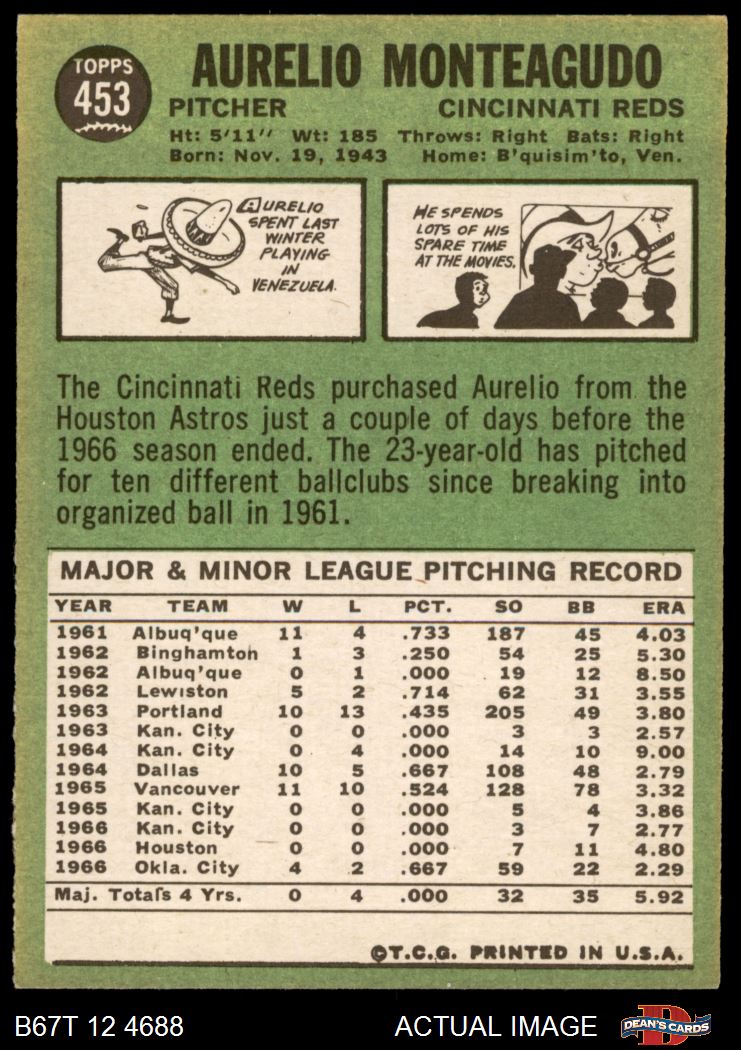 TOPPS
453
AURELIO MONTEAGUDO
PITCHER CINCINNATI REDS
Ht: 5'11" Wt: 185 Throws: Right Bats: Right
Born: Nov. 19, 1943 Home: B'quisim'to, Ven.
AURELIO
SPENT LAST
WINTER
PLAYING
IN
VENEZUELA.
HE SPENDS
LOTS OF HIS
SPARE TIME
AT THE MOVIES.
The Cincinnati Reds purchased Aurelio from the
Houston Astros just a couple of days before the
1966 season ended. The 23-year-old has pitched
for ten different ballclubs since breaking into
organized ball in 1961.
MAJOR & MINOR LEAGUE PITCHING RECORD
YEAR TEAM W L PCT. SO BB ERA
1961 Albuq'que 11 4 .733 187 45 4.03
1962 Binghamton 1 3 .250 54 25 5.30
1962 Albuq'que 0 1 .000 19 12 8.50
1962 Lewiston 5 2 .714 62 31 3.55
1963 Portland 10 13 .435 205 49 3.80
1963 Kan. City 0 0 .000 3 3 2.57
1964 Kan. City 0 4 .000 14 10 9.00
1964 Dallas 10 5 .667 108 48 2.79
1965 Vancouver 11 10 .524 128 78 3.32
1965 Kan. City 0 0 .000 5 4 3.86
1966 Kan. City 0 0 .000 3 7 2.77
1966 Houston 0 0 .000 7 11 4.80
1966 Okla. City 4 2 .667 59 22 2.29
Maj. Totals 4 Yrs. 0 4 .000 32 35 5.92
©T.C.G. PRINTED IN U.S.A.
B67T 12 4688 ACTUAL IMAGE
D
DEAN'S CARDS